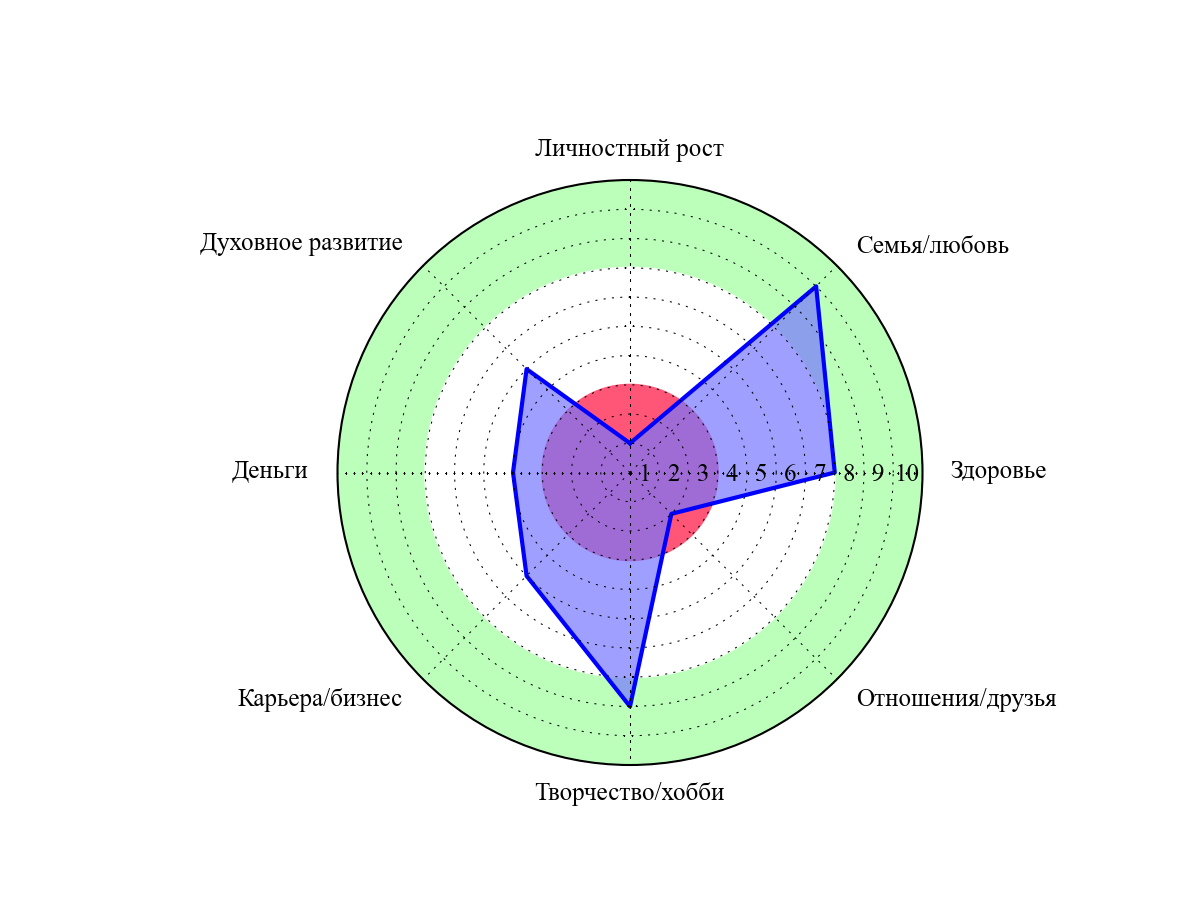 Личностный рост
Духовное развитие
Семья/любовь
Деньги
1 2 3 4 5 6 7 8 9 10
Здоровье
Карьера/бизнес
Отношения/друзья
Творчество/хобби